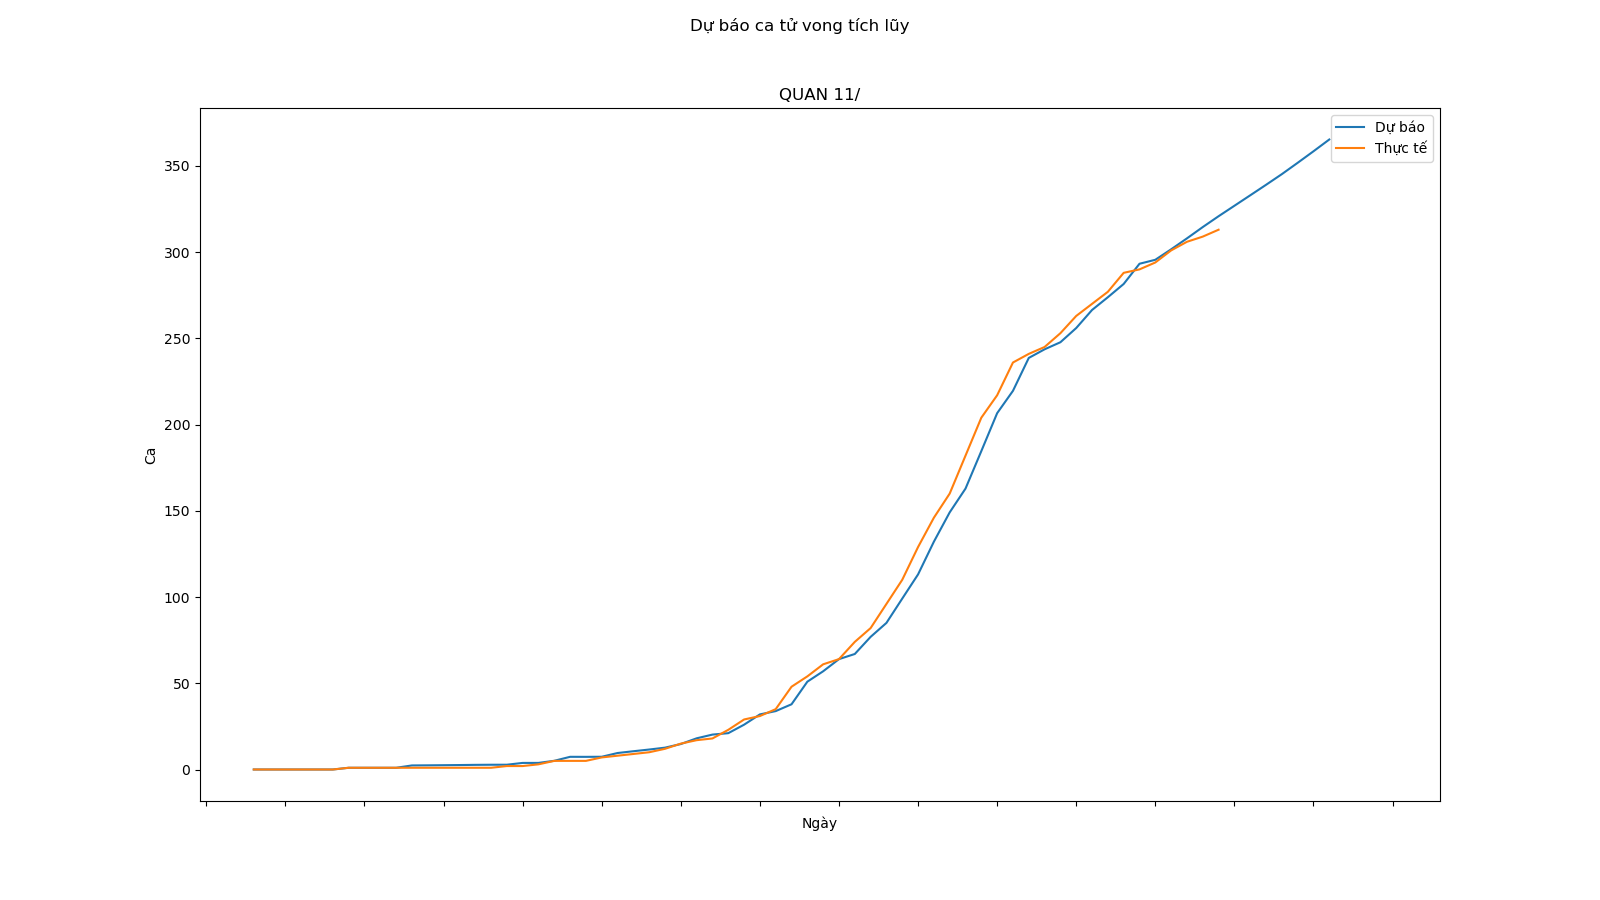 Dự báo ca tử vong tích lũy
QUAN 11/
Dự báo
Thực tế
350
300
250
200
150
100
50
0
Ca
Ngày